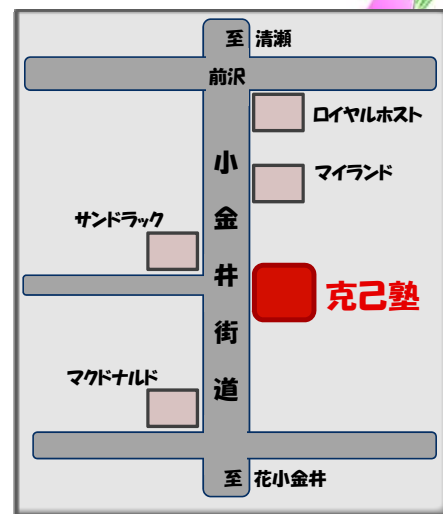 至 清瀬
前沢
ロイヤルホスト
マイランド
サンドラック
小金井街道
克己塾
マクドナルド
至 花小金井